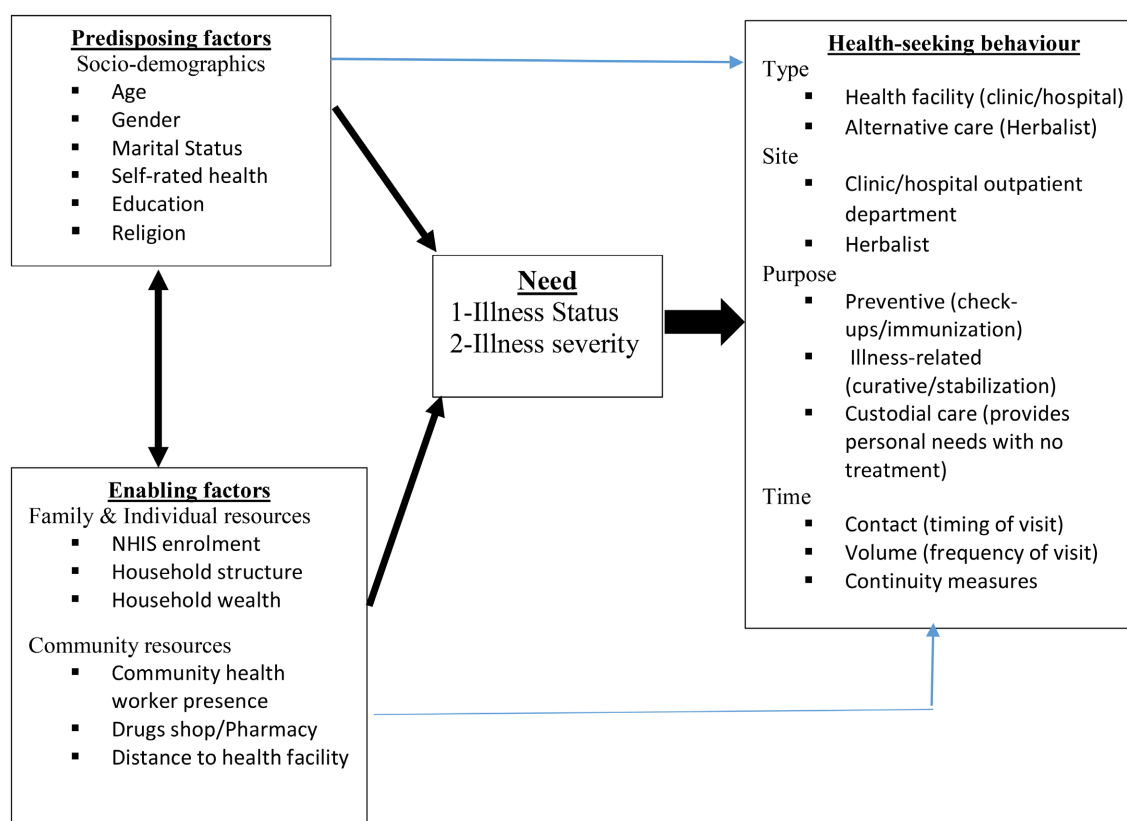 Predisposing factors
Socio-demographics
▪ Age
▪ Gender
▪ Marital Status
▪ Self-rated health
▪ Education
▪ Religion
Enabling factors
Family & Individual resources
▪ NHIS enrolment
▪ Household structure
▪ Household wealth
Community resources
▪ Community health
worker presence
▪ Drugs shop/Pharmacy
▪ Distance to health facility
Need
1-Illness Status
2-Illness severity
Health-seeking behaviour
Type
▪ Health facility (clinic/hospital)
▪ Alternative care (Herbalist)
Site
▪ Clinic/hospital outpatient
department
▪ Herbalist
Purpose
▪ Preventive (check-
ups/immunization)
▪ Illness-related
(curative/stabilization)
▪ Custodial care (provides
personal needs with no
treatment)
Time
▪ Contact (timing of visit)
▪ Volume (frequency of visit)
▪ Continuity measures